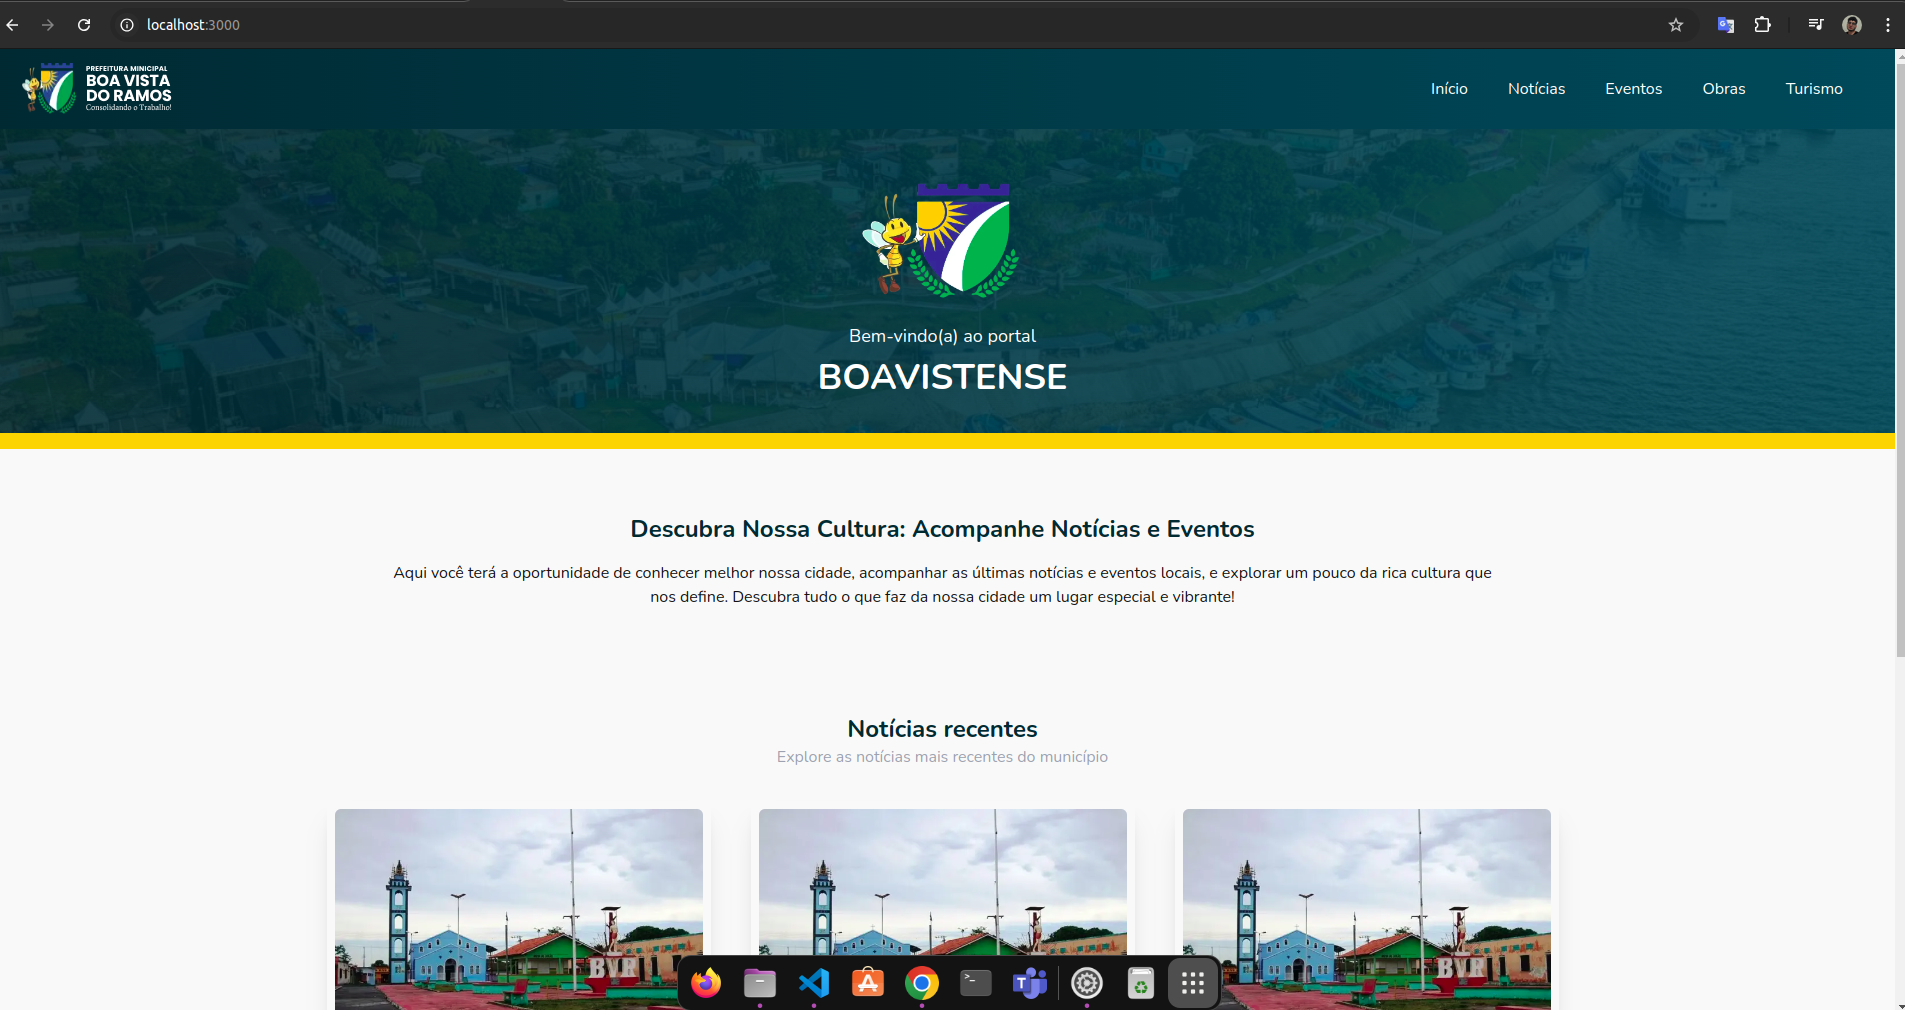 localhost:3000
PREFEITURA MINICIPAL
BOA VISTA
DO RAMOS
Consolidando o Trabalho!
Início Notícias Eventos Obras Turismo
Bem-vindo(a) ao portal
BOAVISTENSE
Descubra Nossa Cultura: Acompanhe Notícias e Eventos
Aqui você terá a oportunidade de conhecer melhor nossa cidade, acompanhar as últimas notícias e eventos locais, e explorar um pouco da rica cultura que
nos define. Descubra tudo o que faz da nossa cidade um lugar especial e vibrante!
Notícias recentes
Explore as notícias mais recentes do município
BVR
BVR
BVR